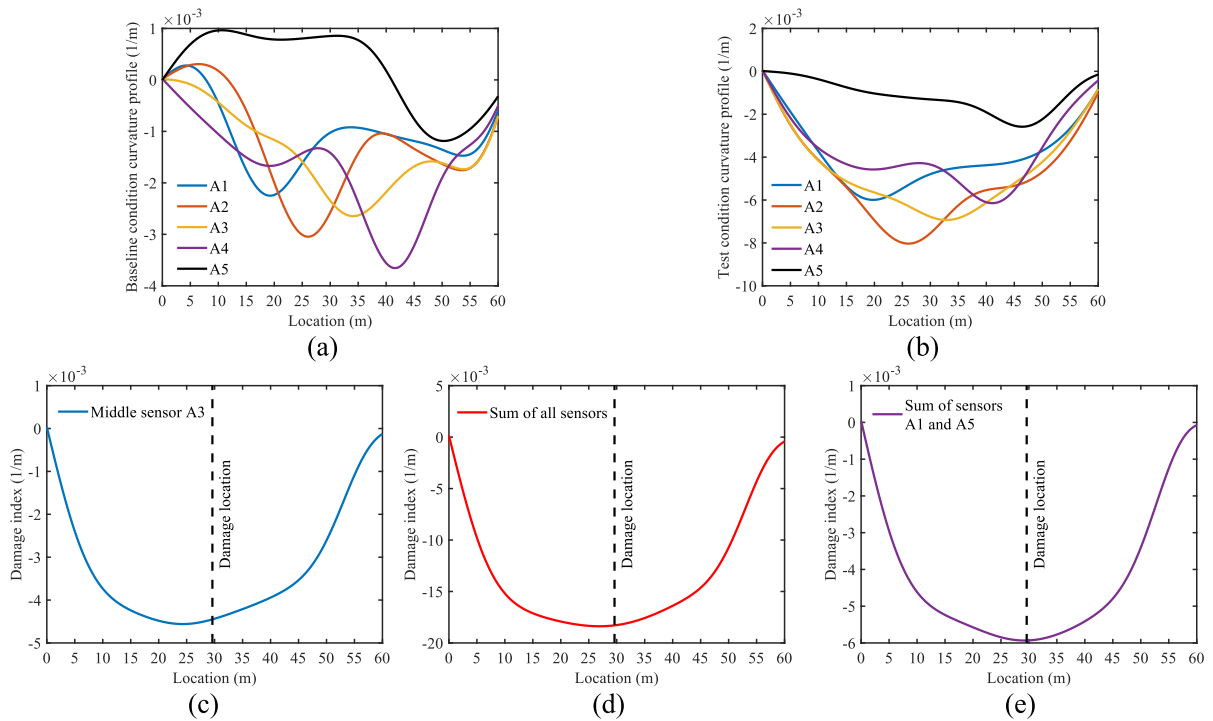 ×10⁻³
Baseline condition curvature profile (1/m)
1
0
-1
-2
-3
-4
A1
A2
A3
A4
A5
0 5 10 15 20 25 30 35 40 45 50 55 60
Location (m)
(a)
×10⁻³
Test condition curvature profile (1/m)
2
0
-2
-4
-6
-8
-10
A1
A2
A3
A4
A5
0 5 10 15 20 25 30 35 40 45 50 55 60
Location (m)
(b)
×10⁻³
Damage index (1/m)
1
0
-1
-2
-3
-4
-5
Middle sensor A3
Damage location
0 5 10 15 20 25 30 35 40 45 50 55 60
Location (m)
(c)
×10⁻³
Damage index (1/m)
5
0
-5
-10
-15
-20
Sum of all sensors
Damage location
0 5 10 15 20 25 30 35 40 45 50 55 60
Location (m)
(d)
×10⁻³
Damage index (1/m)
1
0
-1
-2
-3
-4
-5
-6
Sum of sensors
A1 and A5
Damage location
0 5 10 15 20 25 30 35 40 45 50 55 60
Location (m)
(e)